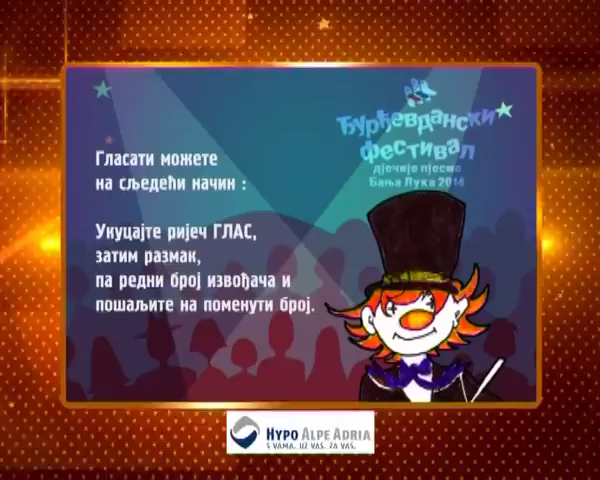 Ђурђевдански
фестивал
дјечије пјесме
Бања Лука 2014
Гласати можете
на сљедећи начин :
Укуцајте ријеч ГЛАС,
затим размак,
па редни број извођача и
пошаљите на поменути број.
HYPO ALPE ADRIA
S VAMA. UZ VAS. ZA VAS.